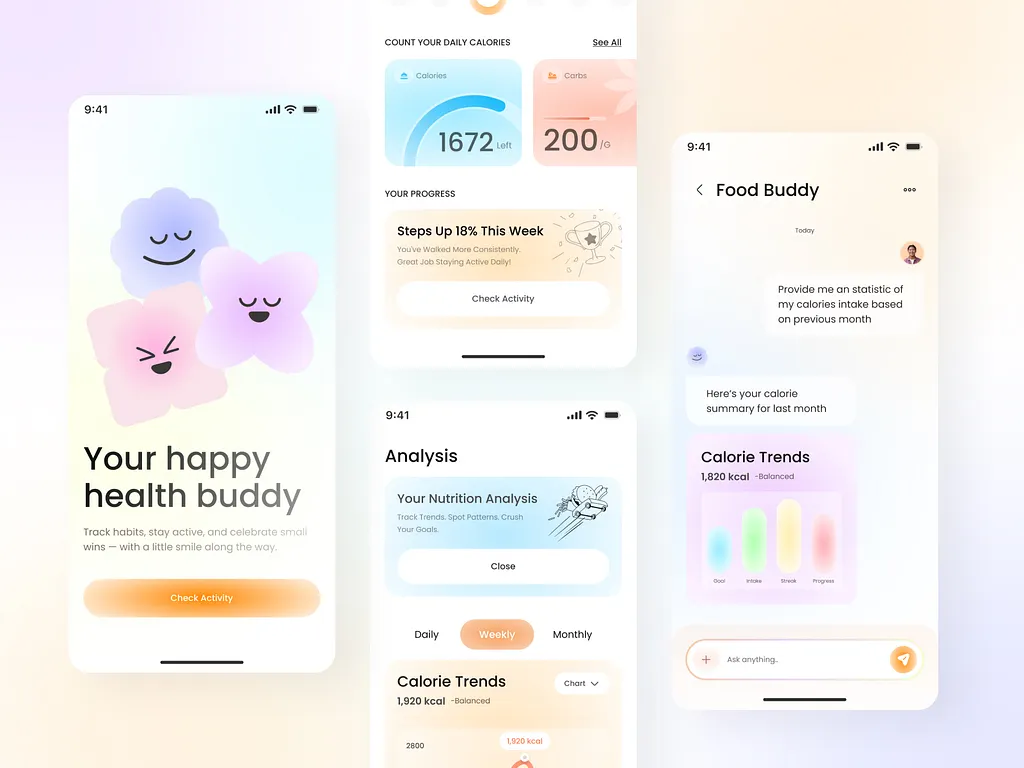 9:41
Your happy
health buddy
Track habits, stay active, and celebrate small
wins — with a little smile along the way.
Check Activity
COUNT YOUR DAILY CALORIES
See All
Calories
1672 Left
Carbs
200 /G
YOUR PROGRESS
Steps Up 18% This Week
You've Walked More Consistently.
Great Job Staying Active Daily!
Check Activity
9:41
Analysis
Your Nutrition Analysis
Track Trends. Spot Patterns. Crush
Your Goals.
Close
Daily
Weekly
Monthly
Calorie Trends
Chart
1,920 kcal -Balanced
1,920 kcal
2800
9:41
Food Buddy
Today
Provide me an statistic of
my calories intake based
on previous month
Here's your calorie
summary for last month
Calorie Trends
1,820 kcal -Balanced
Goal
Intake
Streak
Progress
Ask anything..